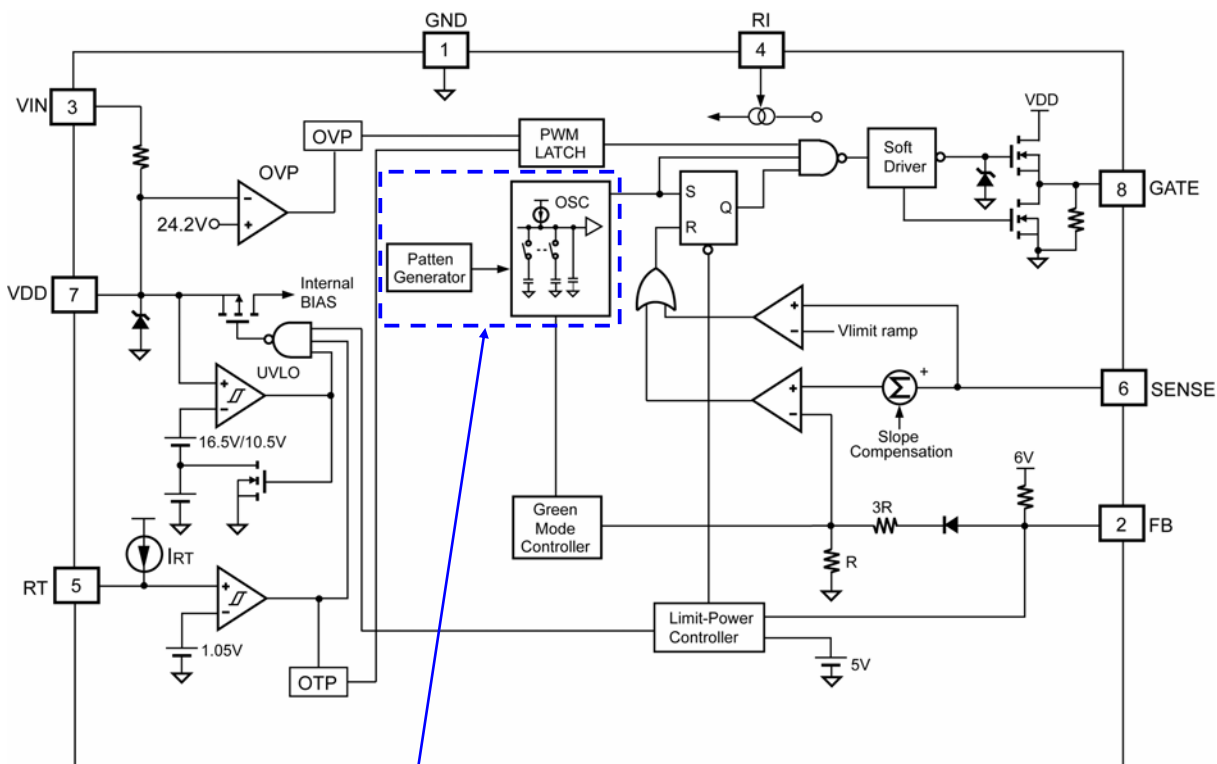 GND
1
RI
4
VIN
3
VDD
OVP
PWM
LATCH
Soft
Driver
OVP
24.2V
8
GATE
OSC
S
Q
R
Patten
Generator
Internal
BIAS
VDD
7
Vlimit ramp
UVLO
16.5V/10.5V
+
Σ
6
SENSE
Slope
Compensation
6V
Green
Mode
Controller
3R
2
FB
R
IRT
RT
5
Limit-Power
Controller
1.05V
5V
OTP